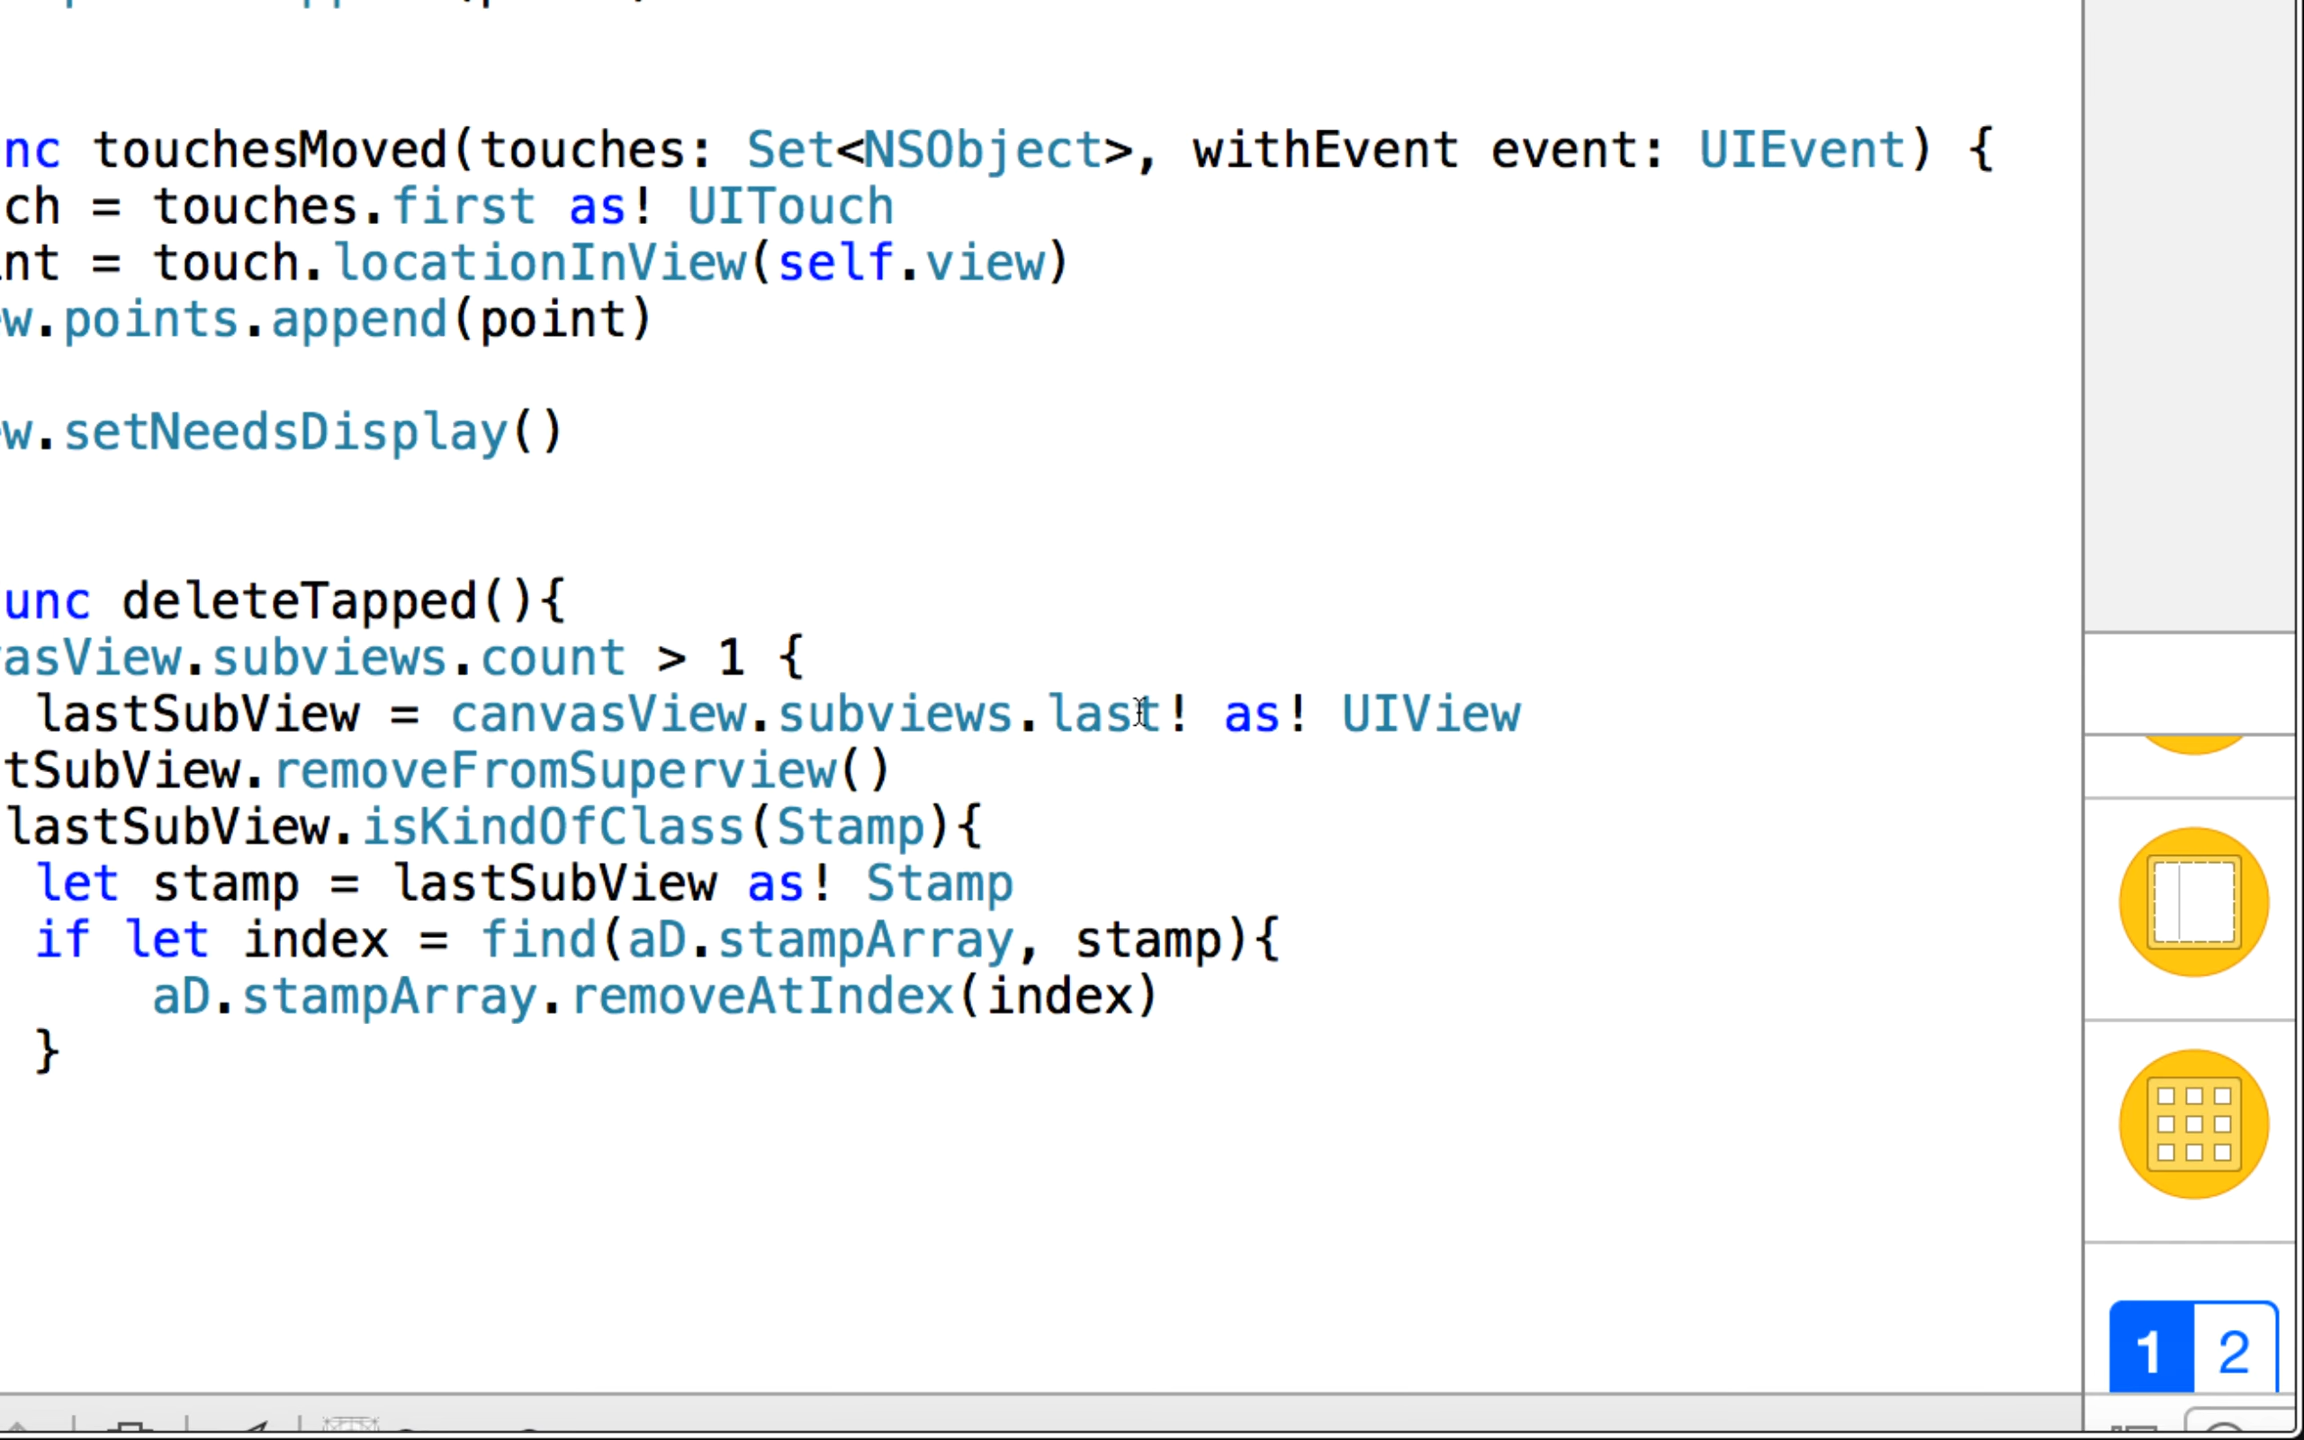 nc touchesMoved(touches: Set<NSObject>, withEvent event: UIEvent) {
ch = touches.first as! UITouch
nt = touch.locationInView(self.view)
w.points.append(point)
w.setNeedsDisplay()
unc deleteTapped(){
asView.subviews.count > 1 {
lastSubView = canvasView.subviews.last! as! UIView
tSubView.removeFromSuperview()
lastSubView.isKindOfClass(Stamp){
let stamp = lastSubView as! Stamp
if let index = find(aD.stampArray, stamp){
aD.stampArray.removeAtIndex(index)
}
1 2